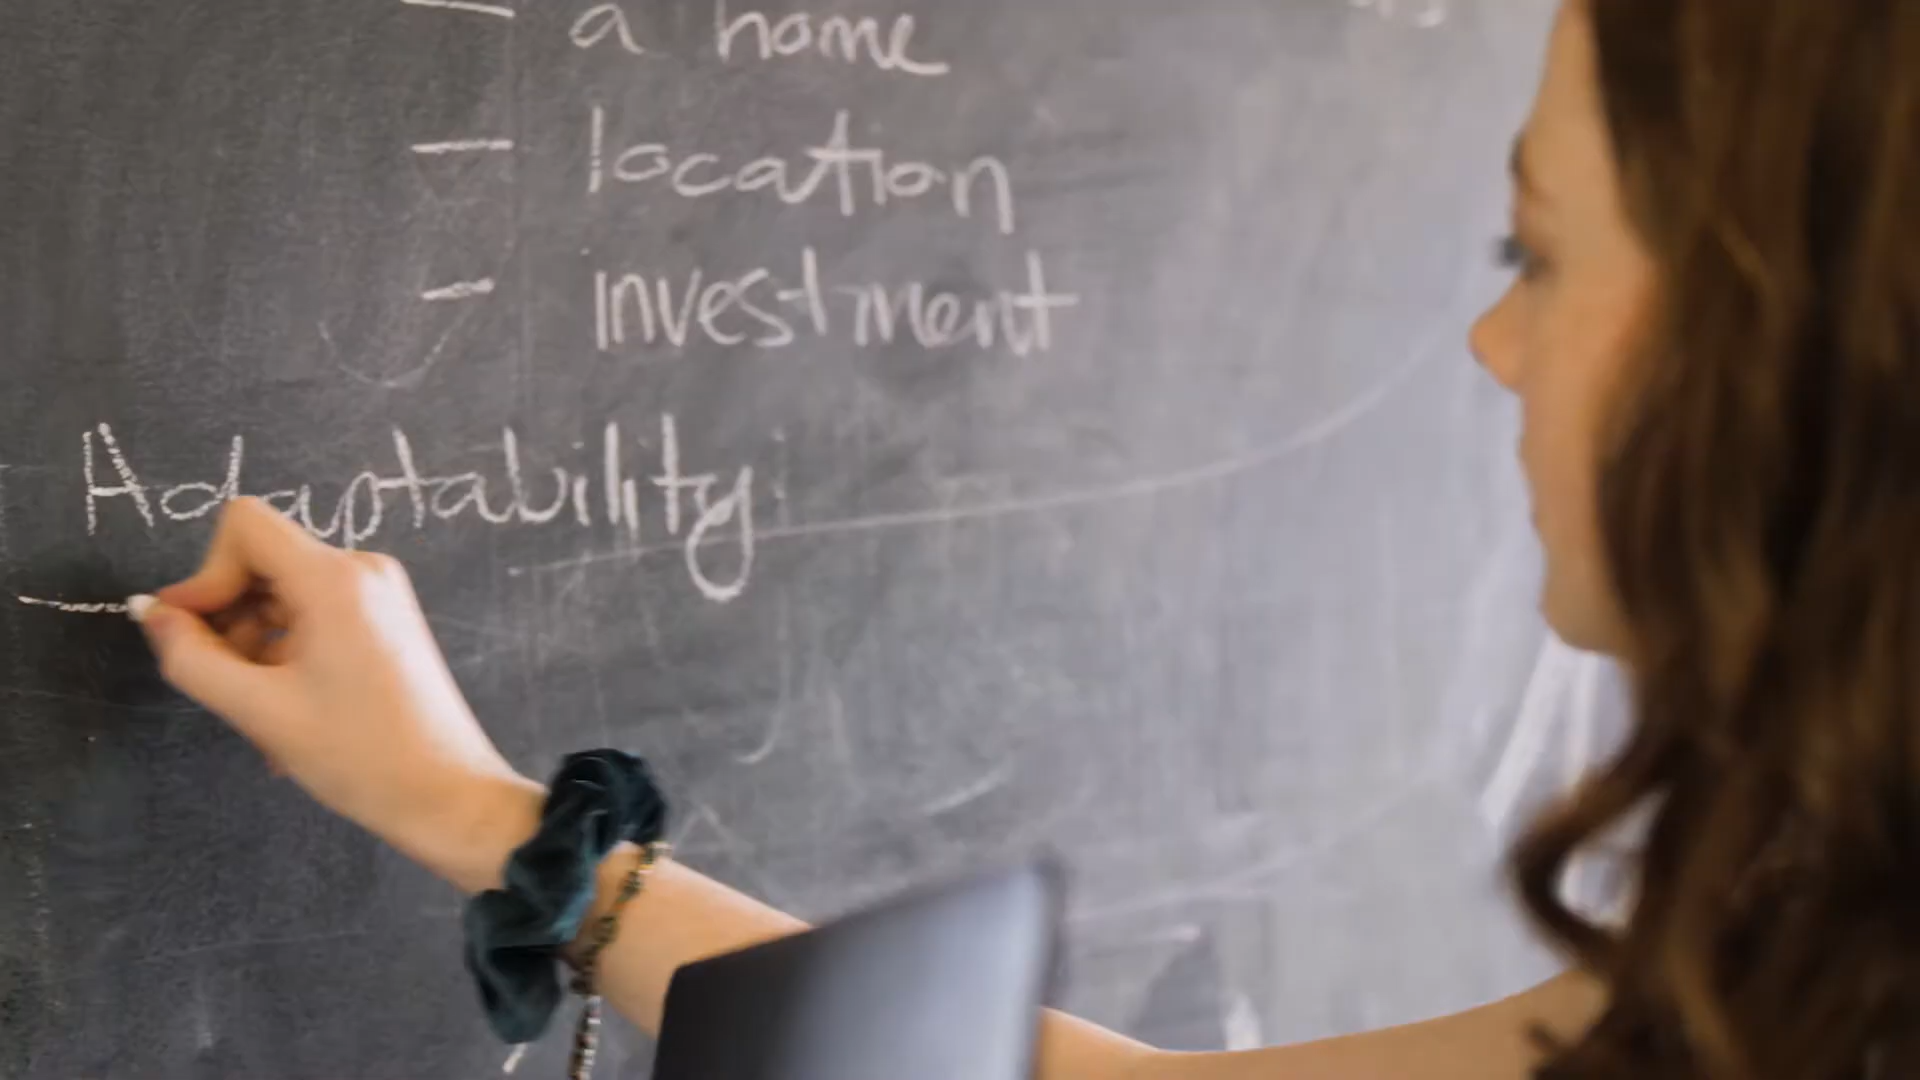 - a home
- location
- investment
Adaptability
-